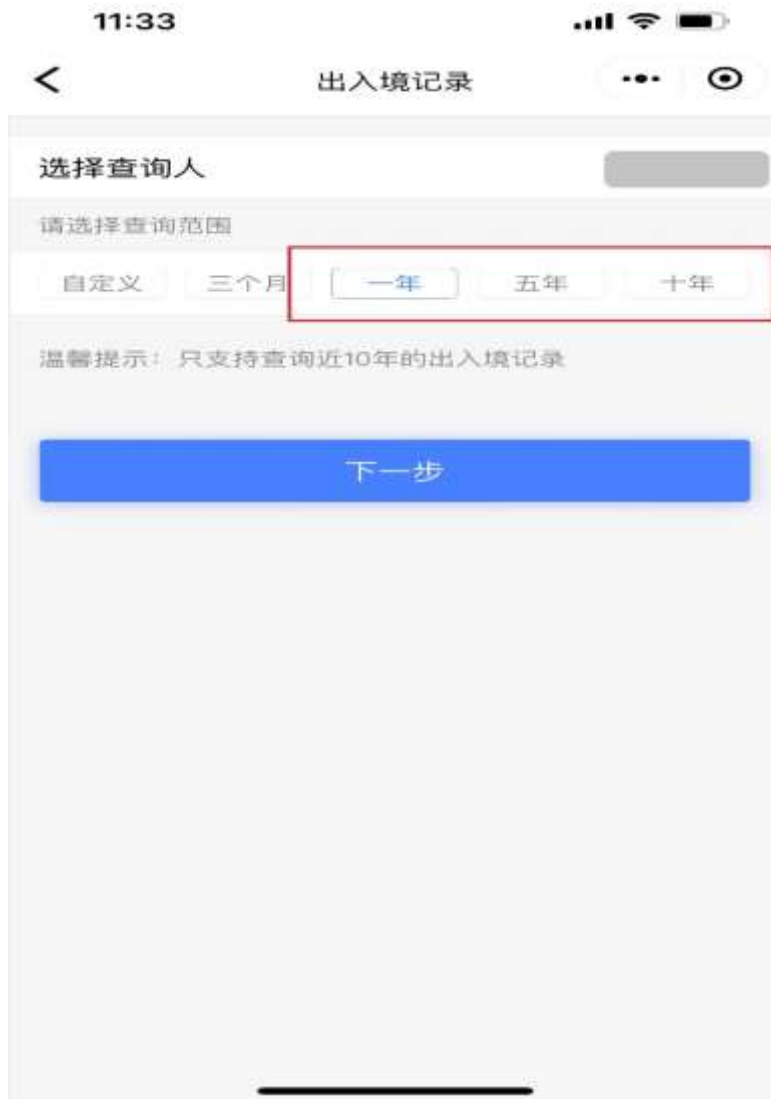 11:33
出入境记录
选择查询人
请选择查询范围
自定义 三个月 一年 五年 十年
温馨提示：只支持查询近10年的出入境记录
下一步